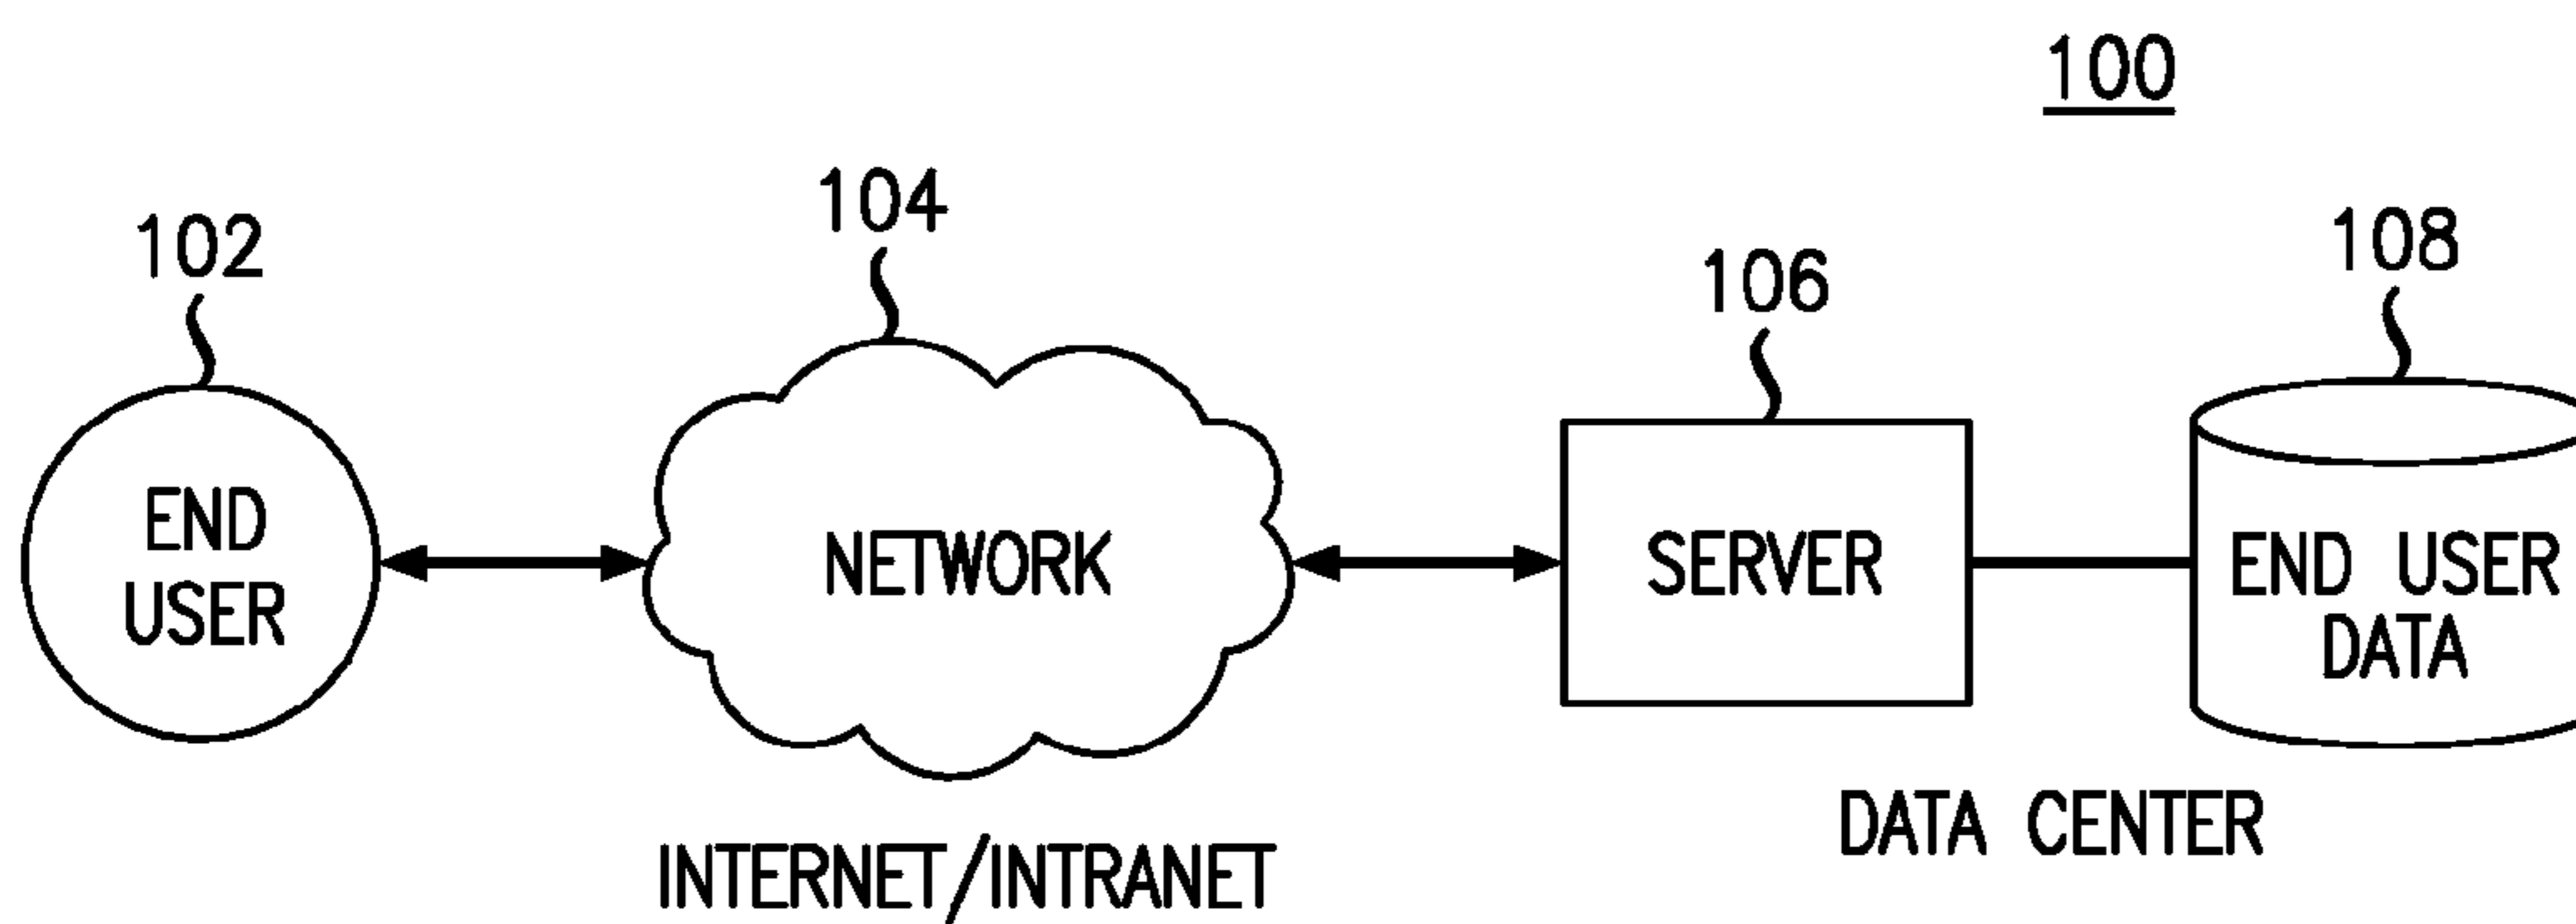 100
102
104
106
108
END
USER
NETWORK
SERVER
END USER
DATA
INTERNET/INTRANET
DATA CENTER